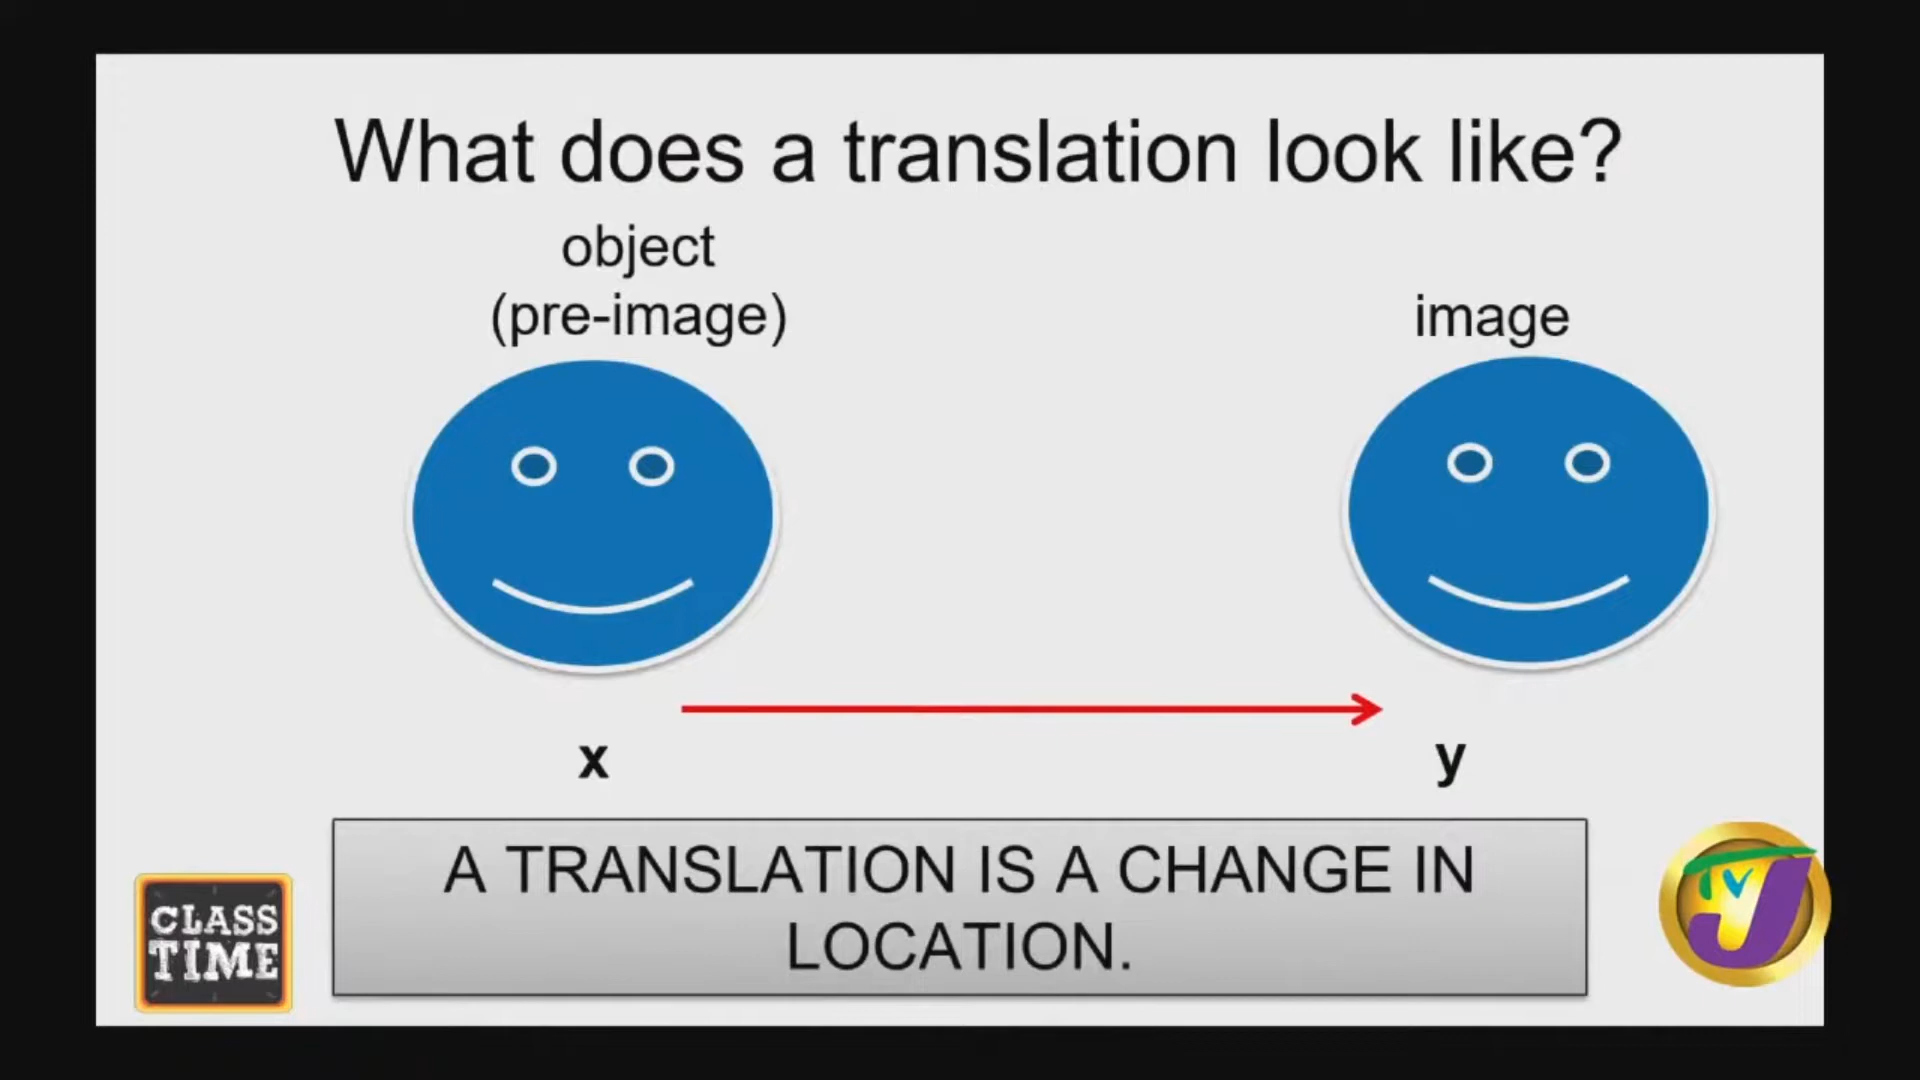 What does a translation look like?
object
(pre-image)
image
x
y
A TRANSLATION IS A CHANGE IN
LOCATION.
CLASS
TIME
TVJ